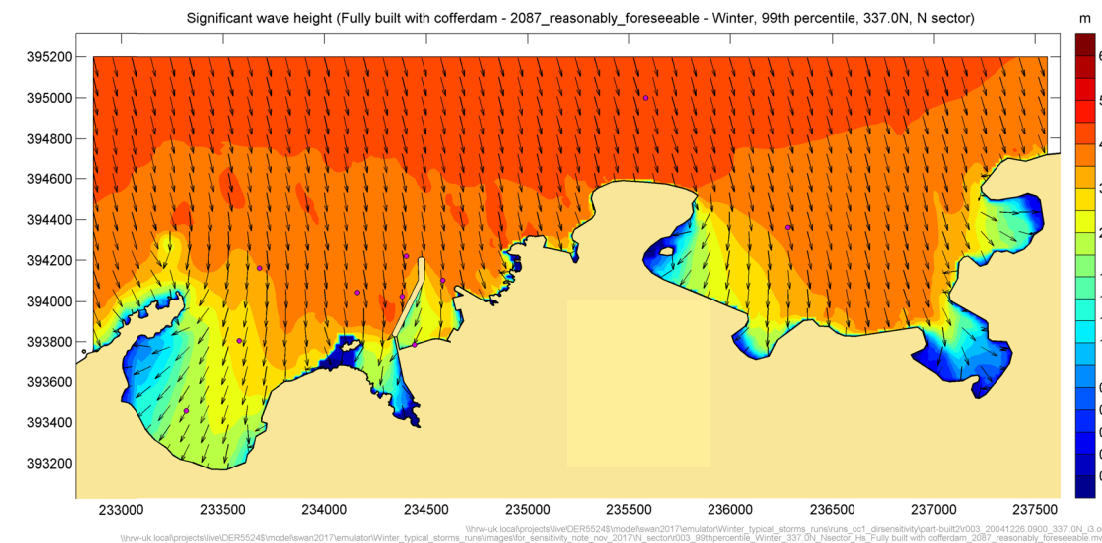 Significant wave height (Fully built with cofferdam - 2087_reasonably_foreseeable - Winter, 99th percentile, 337.0N, N sector)
m
395200
395000
394800
394600
394400
394200
394000
393800
393600
393400
393200
233000 233500 234000 234500 235000 235500 236000 236500 237000 237500
\\hrw-uk.local\projects\live\DER5524$\model\swan2017\emulator\Winter_typical_storms_runs\runs_cc1_dirsensitivity\part-built2\r003_20041226.0900_337.0N_i3.o
\\hrw-uk.local\projects\live\DER5524$\model\swan2017\emulator\Winter_typical_storms_runs\images\for_sensitivity_note_nov_2017\N_sector\r003_99thpercentile_Winter_337.0N_Nsector_Hs_Fully built with cofferdam_2087_reasonably_foreseeable.mv